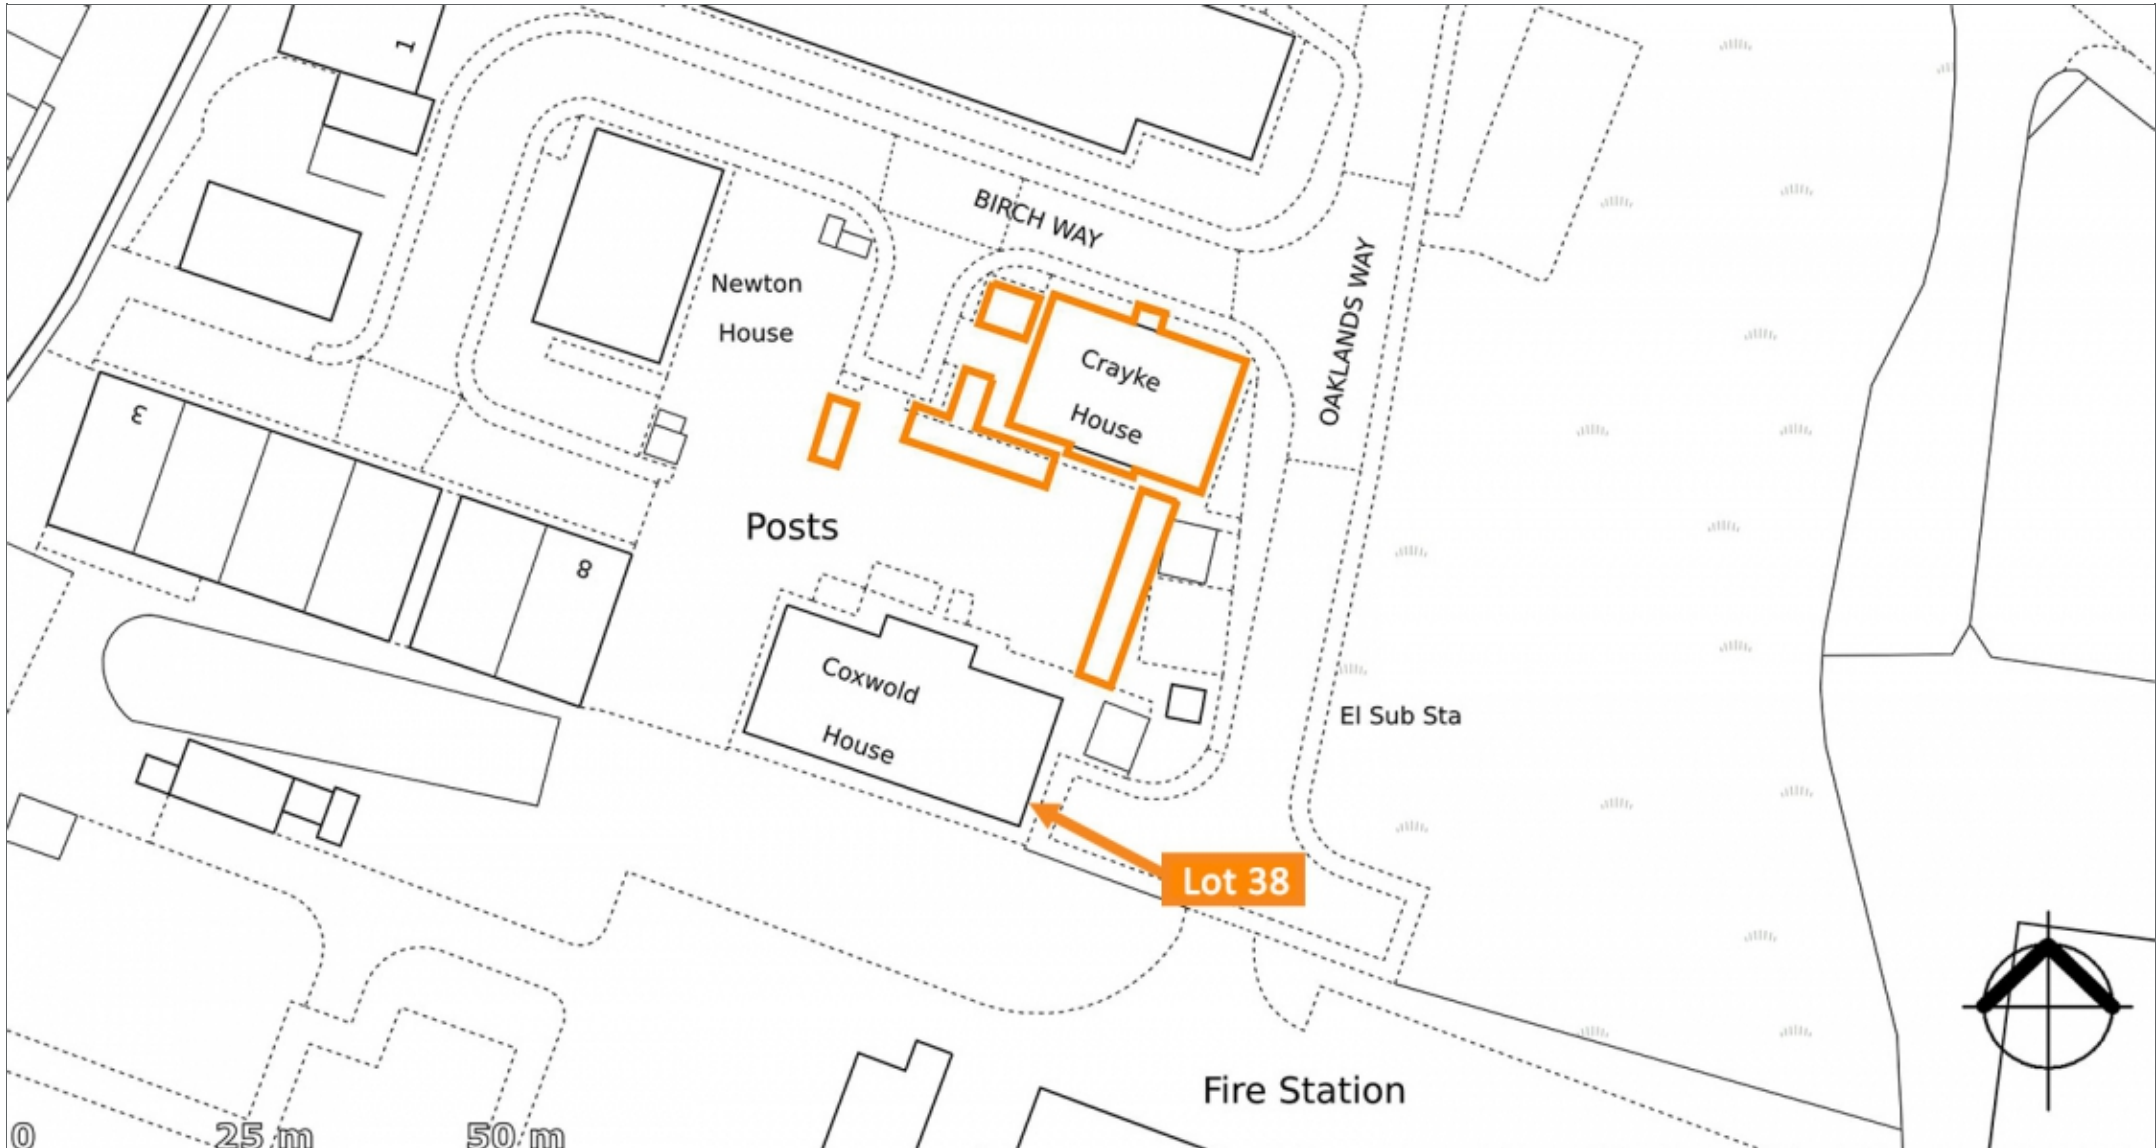 1
BIRCH WAY
OAKLANDS WAY
Newton
House
Crayke
House
3
8
Posts
Coxwold
House
El Sub Sta
Lot 38
Fire Station
0
25 m
50 m